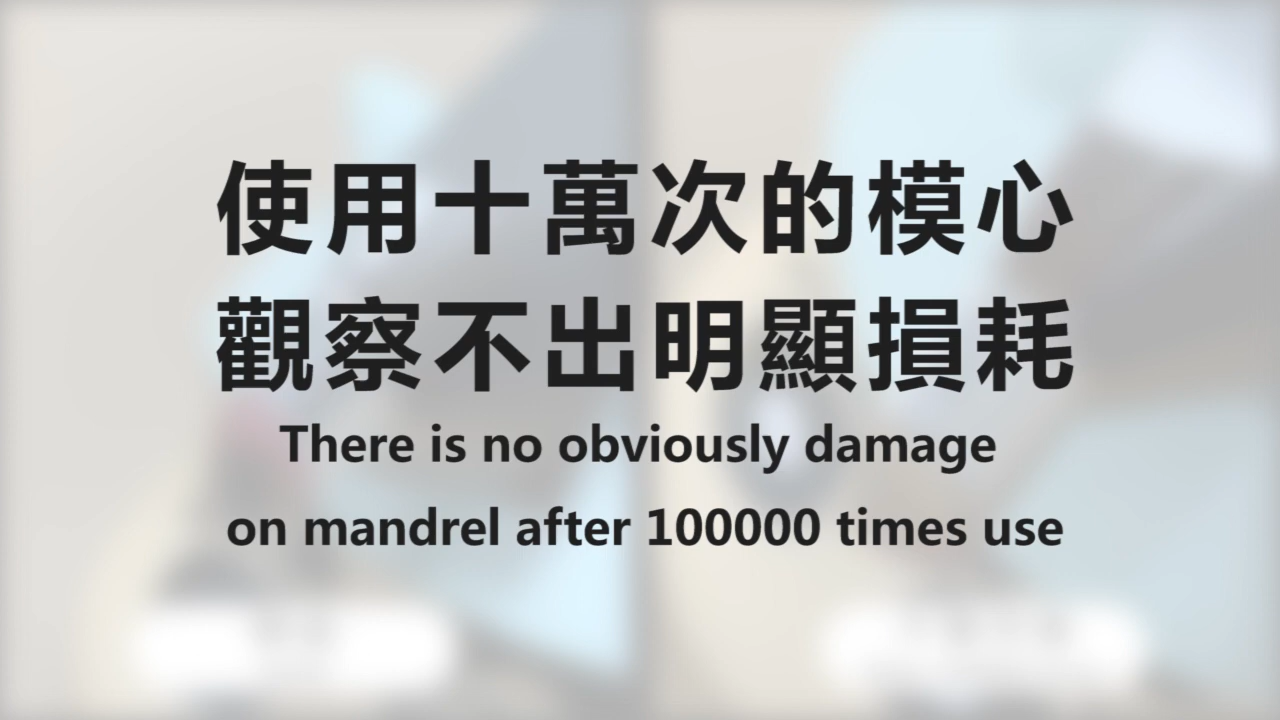 使用十萬次的模心
觀察不出明顯損耗
There is no obviously damage
on mandrel after 100000 times use